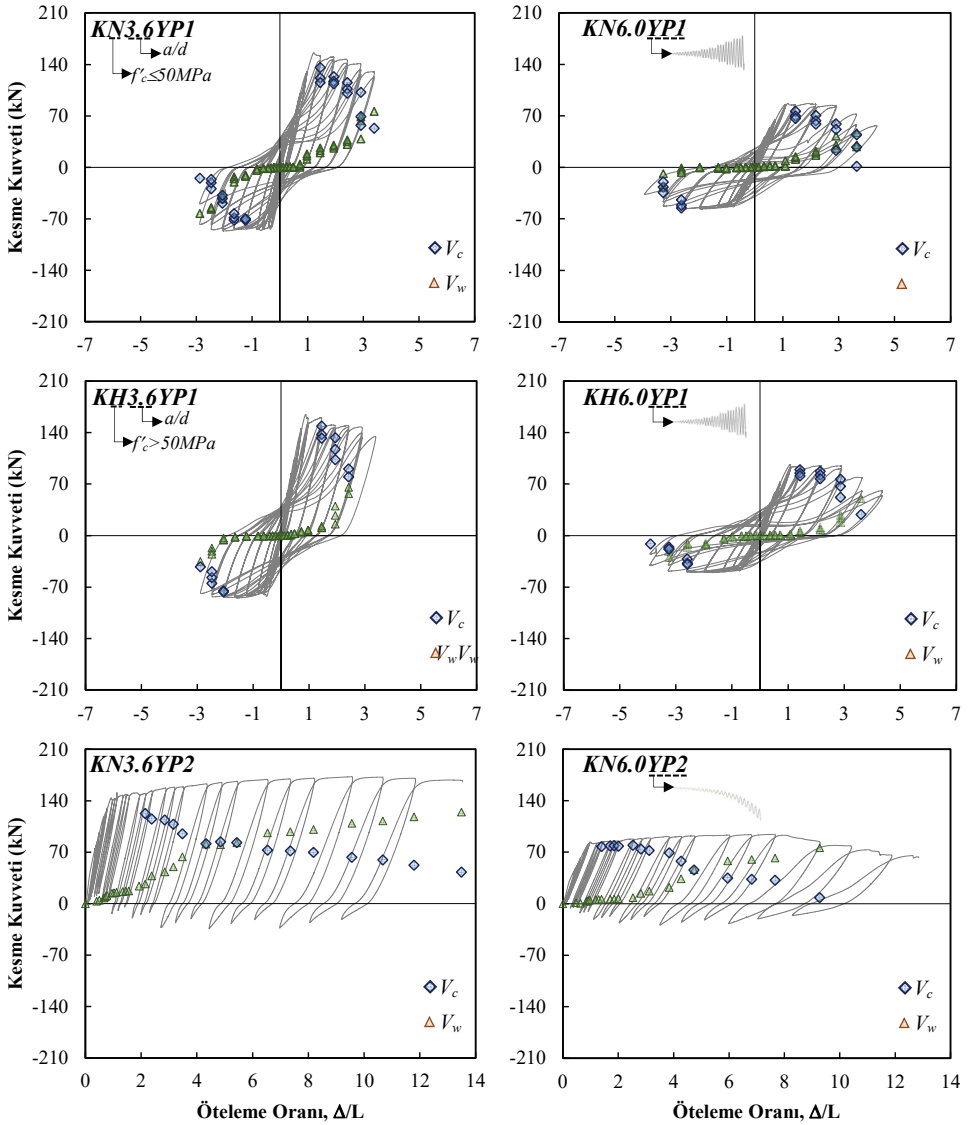 KN3.6YP1
a/d
f'c≤50MPa
210
140
70
0
-70
-140
-210
-7 -5 -3 -1 1 3 5 7
Kesme Kuvveti (kN)
Vc
Vw
KN6.0YP1
210
140
70
0
-70
-140
-210
-7 -5 -3 -1 1 3 5 7
Vc
KH3.6YP1
a/d
f'c>50MPa
210
140
70
0
-70
-140
-210
-7 -5 -3 -1 1 3 5 7
Kesme Kuvveti (kN)
Vc
VwVw
KH6.0YP1
210
140
70
0
-70
-140
-210
-7 -5 -3 -1 1 3 5 7
Vc
Vw
KN3.6YP2
210
140
70
0
-70
-140
-210
0 2 4 6 8 10 12 14
Kesme Kuvveti (kN)
Öteleme Oranı, Δ/L
Vc
Vw
KN6.0YP2
210
140
70
0
-70
-140
-210
0 2 4 6 8 10 12 14
Öteleme Oranı, Δ/L
Vc
Vw